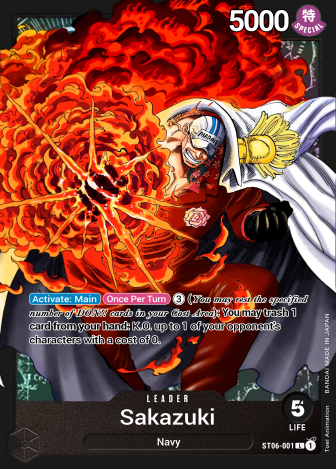 5000 特
SPECIAL
MARINE
Activate: Main Once Per Turn ③ (You may rest the specified
number of DON!! cards in your Cost Area): You may trash 1
card from your hand: K.O. up to 1 of your opponent's
characters with a cost of 0.
LEADER
Sakazuki
Navy
5
LIFE
ST06-001 L 1
Toei Animation BANDAI MADE IN JAPAN